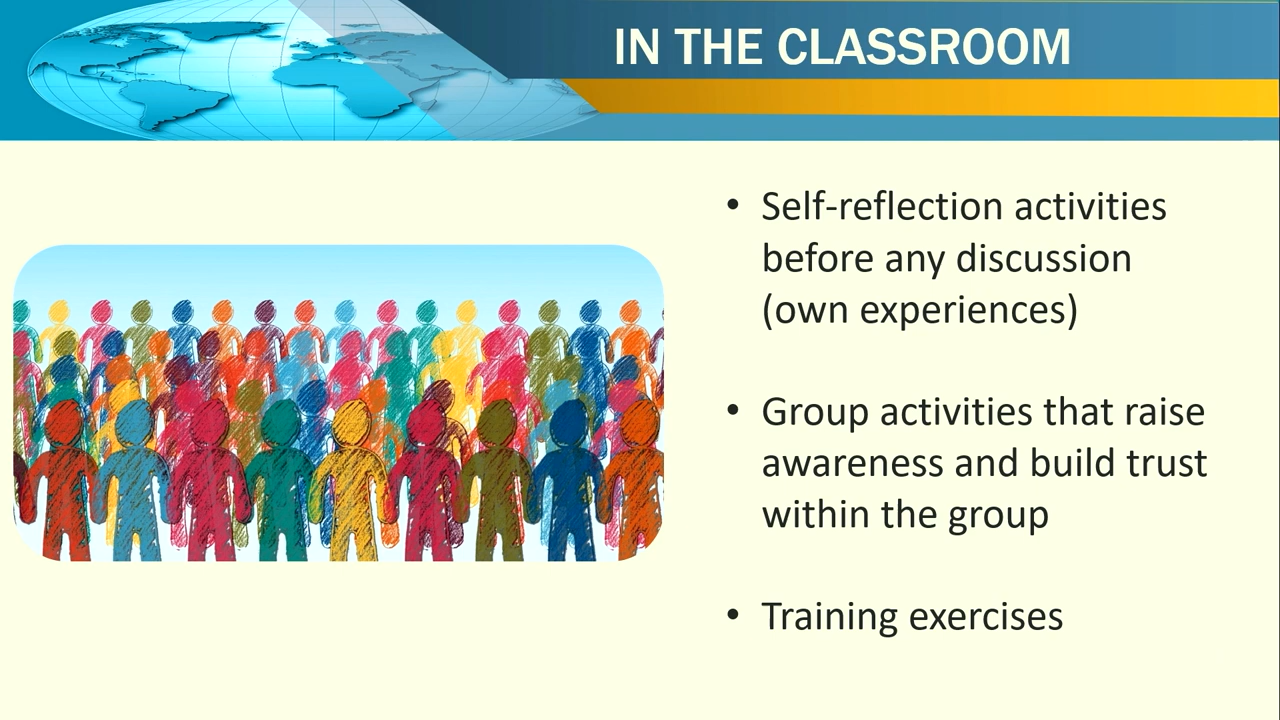 IN THE CLASSROOM
• Self-reflection activities
before any discussion
(own experiences)
• Group activities that raise
awareness and build trust
within the group
• Training exercises